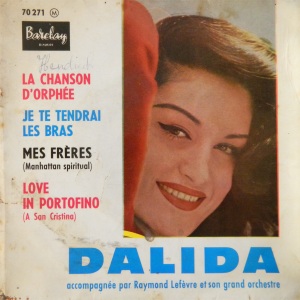 70 271 M
Barclay
LA CHANSON
D'ORPHÉE
JE TE TENDRAI
LES BRAS
MES FRÈRES
(Manhattan spiritual)
LOVE
IN PORTOFINO
(A San Cristina)
DALIDA
accompagnée par Raymond Lefèvre et son grand orchestre